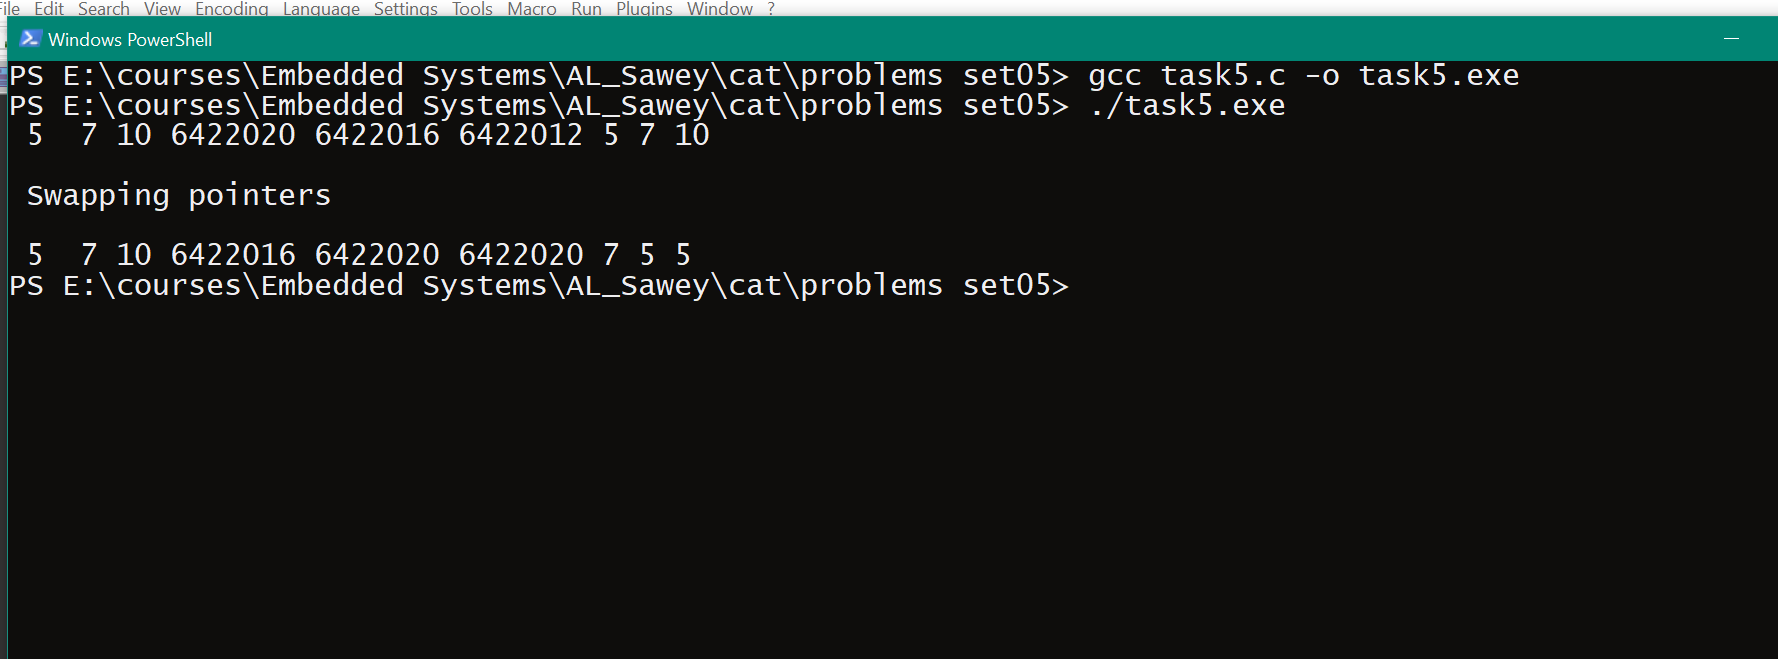 File Edit Search View Encoding Language Settings Tools Macro Run Plugins Window ?
Windows PowerShell
PS E:\courses\Embedded Systems\AL_Sawey\cat\problems set05> gcc task5.c -o task5.exe
PS E:\courses\Embedded Systems\AL_Sawey\cat\problems set05> ./task5.exe
5  7 10 6422020 6422016 6422012 5 7 10
Swapping pointers
5  7 10 6422016 6422020 6422020 7 5 5
PS E:\courses\Embedded Systems\AL_Sawey\cat\problems set05>